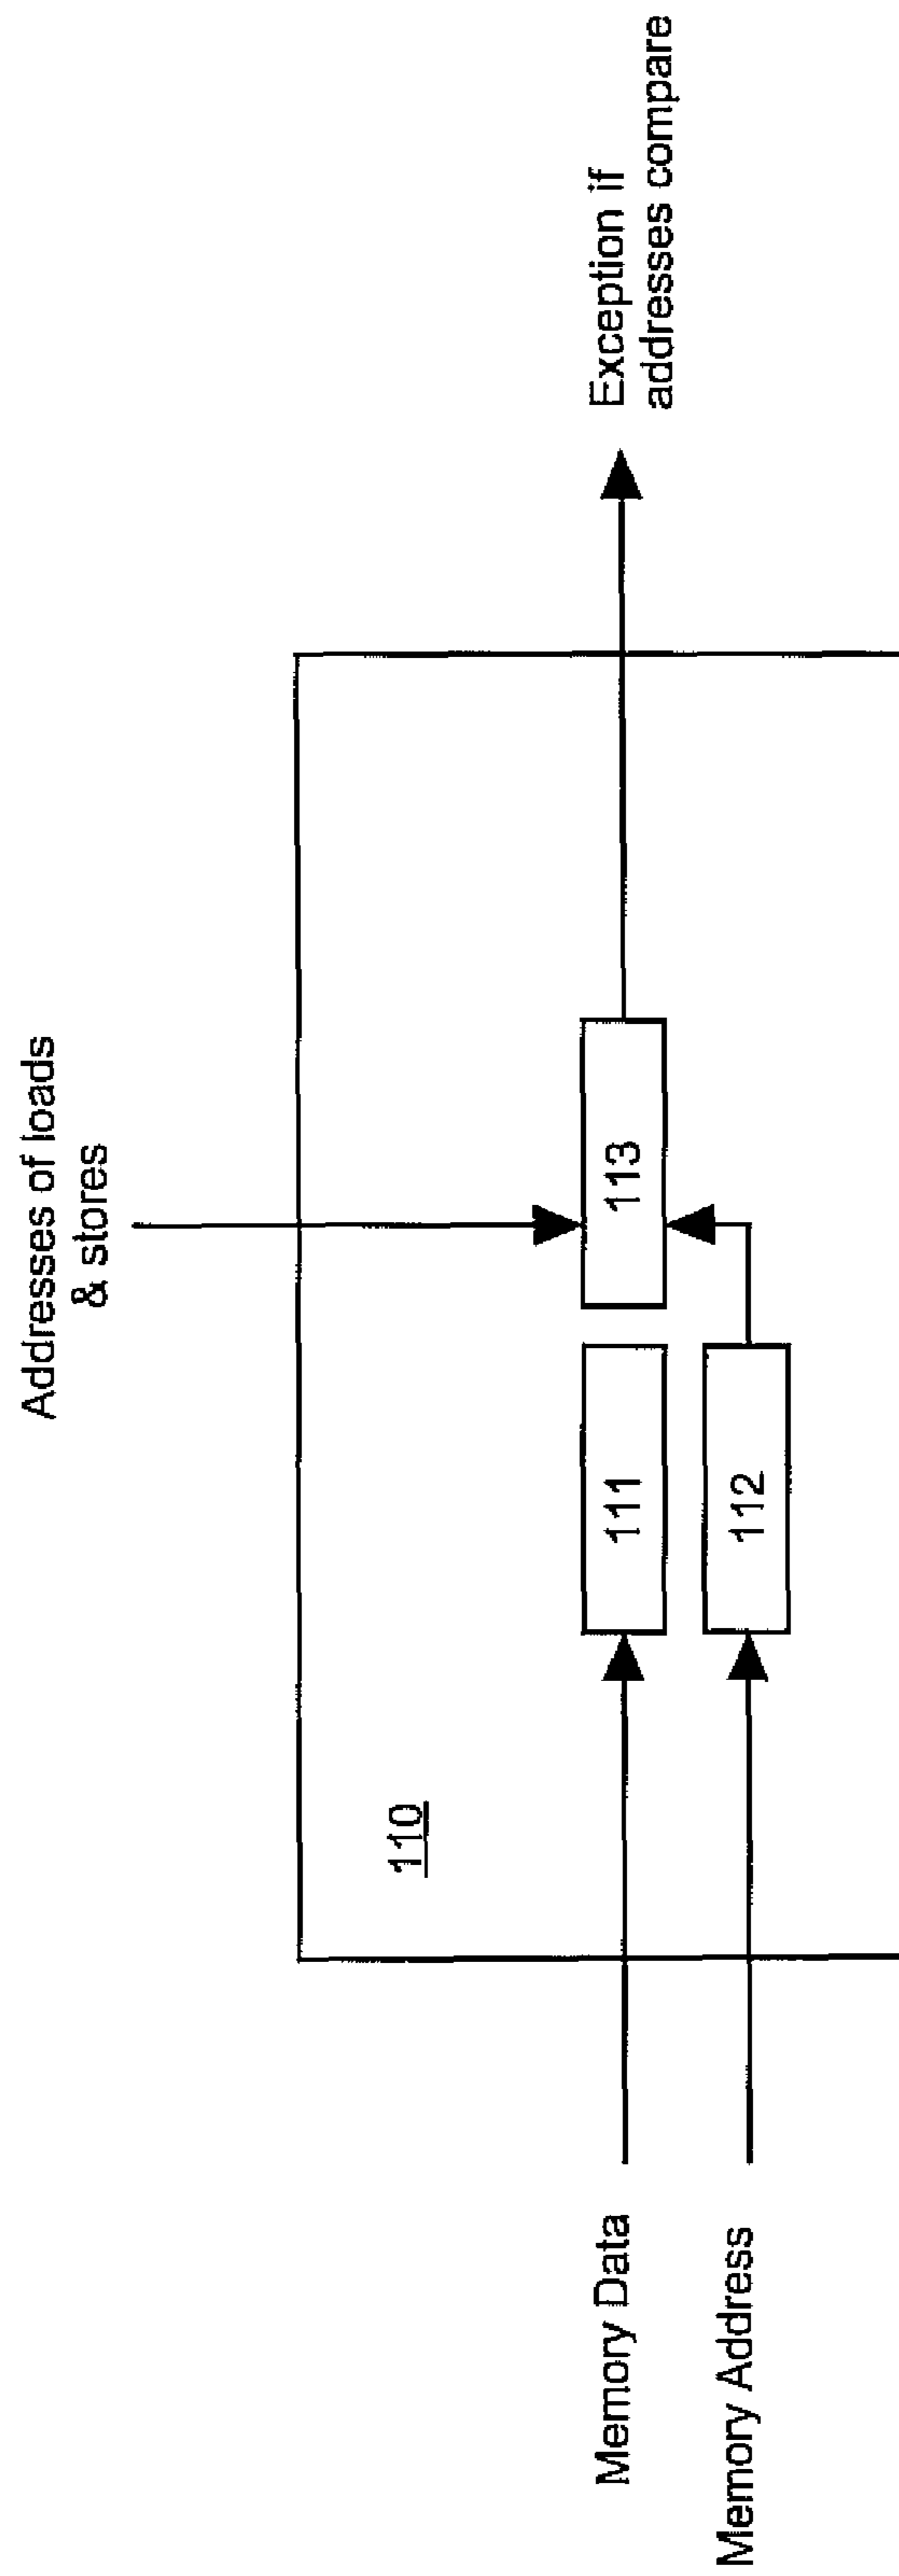 Addresses of loads
& stores
110
Memory Data
111
113
Exception if
addresses compare
Memory Address
112